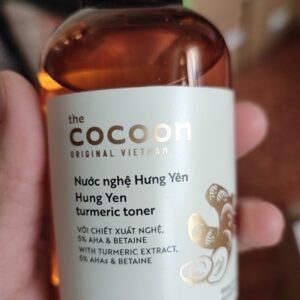 the
cocoon
ORIGINAL VIETNAM
Nước nghệ Hưng Yên
Hung Yen
turmeric toner
VỚI CHIẾT XUẤT NGHỆ,
5% AHA & BETAINE
WITH TURMERIC EXTRACT,
5% AHAs & BETAINE